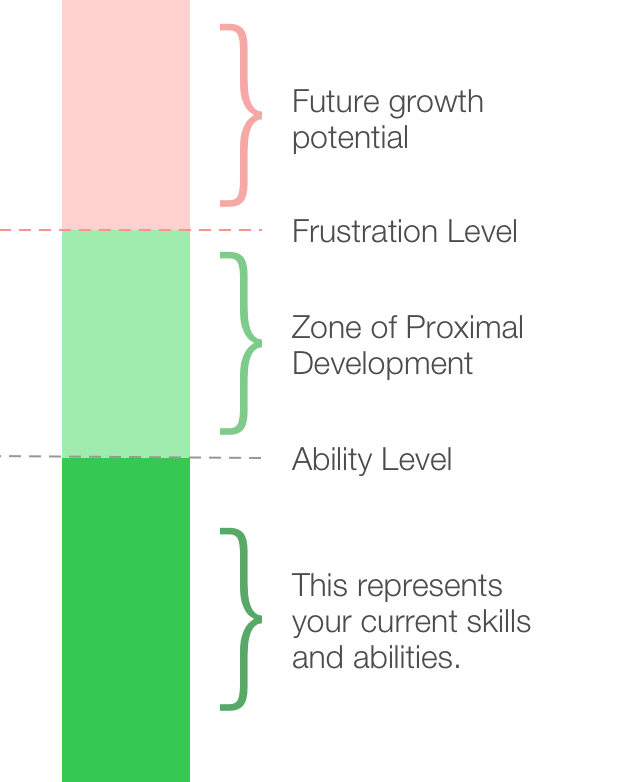 Future growth
potential
Frustration Level
Zone of Proximal
Development
Ability Level
This represents
your current skills
and abilities.